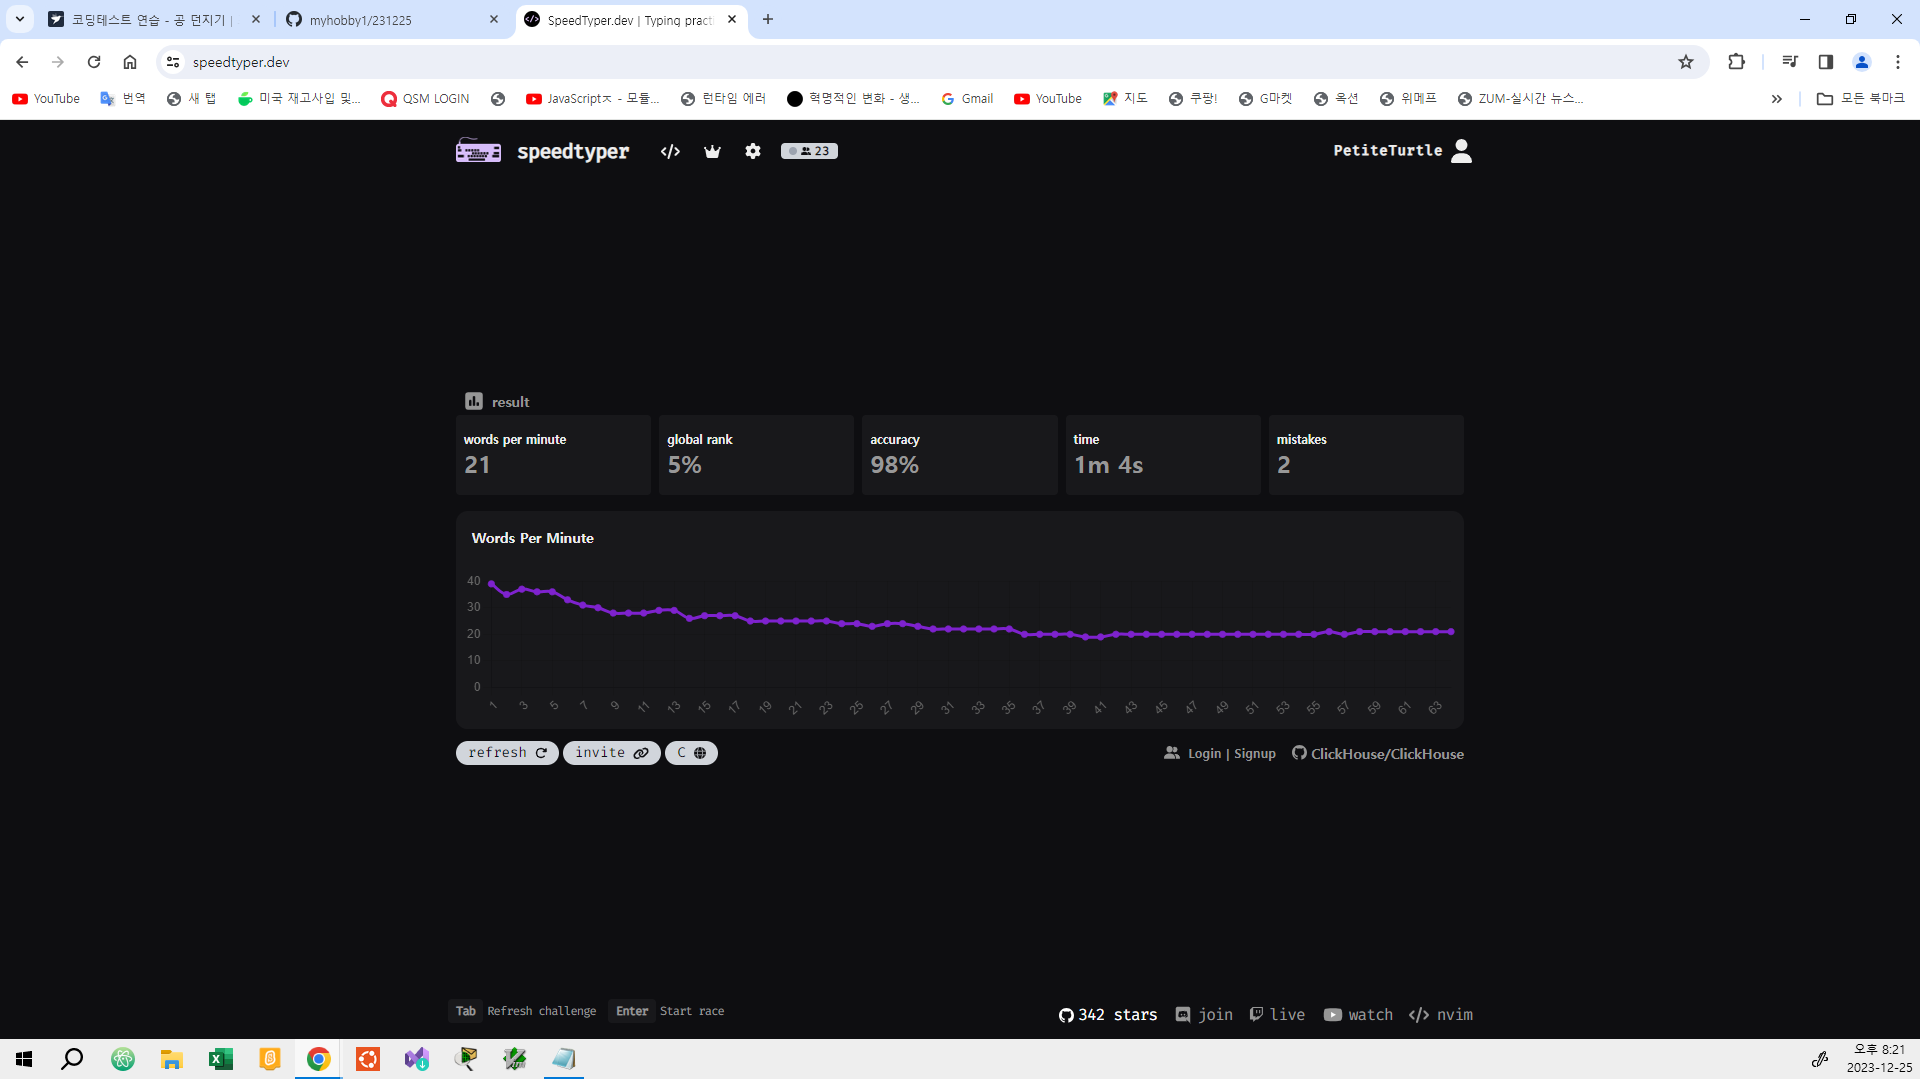 코딩테스트 연습 - 공 던지기 |
myhobby1/231225
SpeedTyper.dev | Typing pract
speedtyper.dev
YouTube
번역
새 탭
미국 재고사입 및...
QSM LOGIN
JavaScriptㅈ - 모듈...
런타임 에러
혁명적인 변화 - 생...
Gmail
YouTube
지도
쿠팡!
G마켓
옥션
위메프
ZUM-실시간 뉴스...
모든 북마크
speedtyper
23
PetiteTurtle
result
words per minute
21
global rank
5%
accuracy
98%
time
1m 4s
mistakes
2
Words Per Minute
40
30
20
10
0
1 3 5 7 9 11 13 15 17 19 21 23 25 27 29 31 33 35 37 39 41 43 45 47 49 51 53 55 57 59 61 63
refresh
invite
C
Login | Signup
ClickHouse/ClickHouse
Tab Refresh challenge Enter Start race
342 stars
join
live
watch
nvim
오후 8:21
2023-12-25